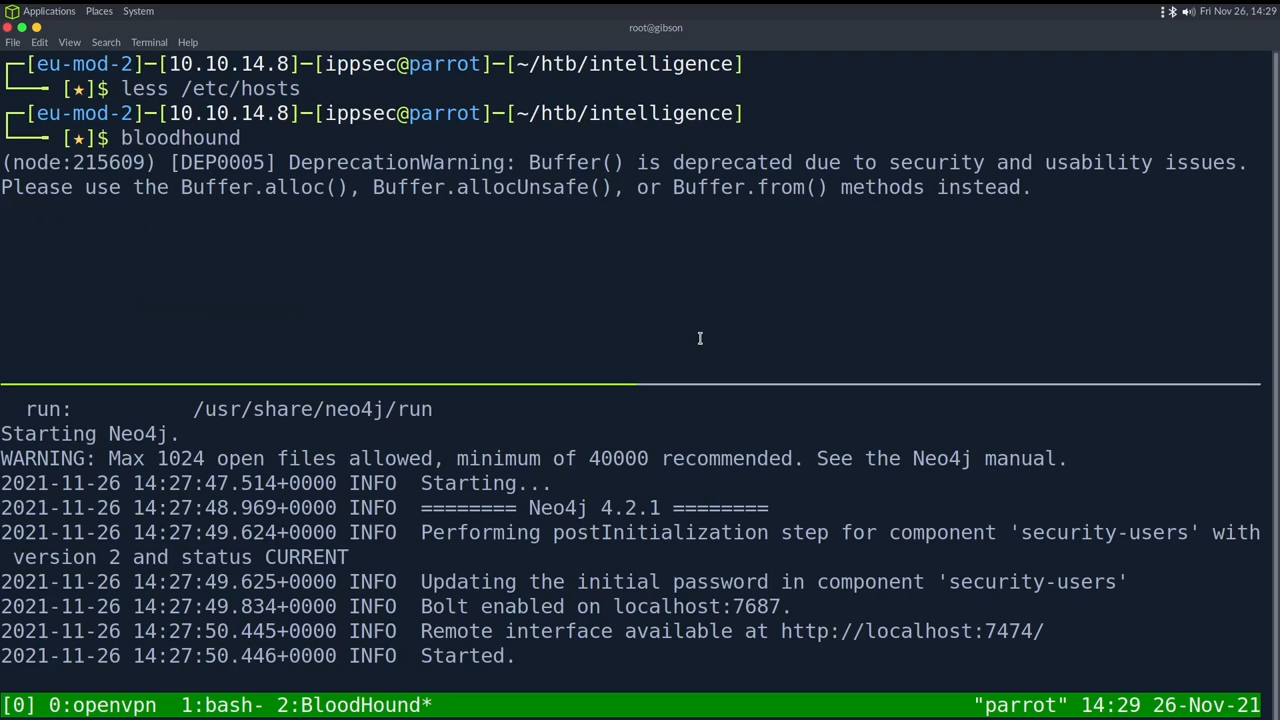 Applications Places System Fri Nov 26, 14:29
root@gibson
File Edit View Search Terminal Help
┌─[eu-mod-2]─[10.10.14.8]─[ippsec@parrot]─[~/htb/intelligence]
└── [★]$ less /etc/hosts
┌─[eu-mod-2]─[10.10.14.8]─[ippsec@parrot]─[~/htb/intelligence]
└── [★]$ bloodhound
(node:215609) [DEP0005] DeprecationWarning: Buffer() is deprecated due to security and usability issues.
Please use the Buffer.alloc(), Buffer.allocUnsafe(), or Buffer.from() methods instead.
run: /usr/share/neo4j/run
Starting Neo4j.
WARNING: Max 1024 open files allowed, minimum of 40000 recommended. See the Neo4j manual.
2021-11-26 14:27:47.514+0000 INFO Starting...
2021-11-26 14:27:48.969+0000 INFO ======== Neo4j 4.2.1 ========
2021-11-26 14:27:49.624+0000 INFO Performing postInitialization step for component 'security-users' with
version 2 and status CURRENT
2021-11-26 14:27:49.625+0000 INFO Updating the initial password in component 'security-users'
2021-11-26 14:27:49.834+0000 INFO Bolt enabled on localhost:7687.
2021-11-26 14:27:50.445+0000 INFO Remote interface available at http://localhost:7474/
2021-11-26 14:27:50.446+0000 INFO Started.
[0] 0:openvpn 1:bash- 2:BloodHound* "parrot" 14:29 26-Nov-21